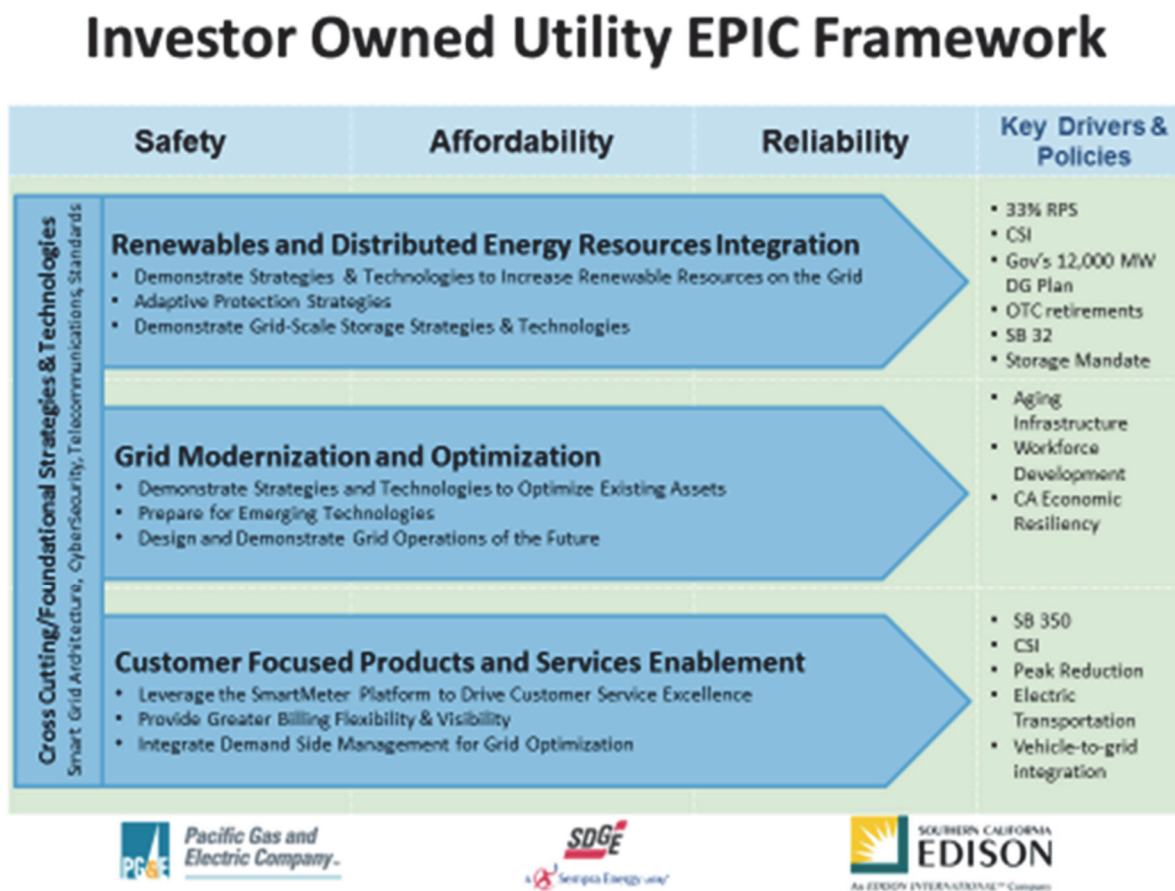 Investor Owned Utility EPIC Framework
Safety
Affordability
Reliability
Key Drivers &
Policies
Cross Cutting/Foundational Strategies & Technologies
Smart Grid Architecture, CyberSecurity, Telecommunications, Standards
Renewables and Distributed Energy Resources Integration
• Demonstrate Strategies & Technologies to Increase Renewable Resources on the Grid
• Adaptive Protection Strategies
• Demonstrate Grid-Scale Storage Strategies & Technologies
• 33% RPS
• CSI
• Gov's 12,000 MW
DG Plan
• OTC retirements
• SB 32
• Storage Mandate
Grid Modernization and Optimization
• Demonstrate Strategies and Technologies to Optimize Existing Assets
• Prepare for Emerging Technologies
• Design and Demonstrate Grid Operations of the Future
• Aging
Infrastructure
• Workforce
Development
• CA Economic
Resiliency
Customer Focused Products and Services Enablement
• Leverage the SmartMeter Platform to Drive Customer Service Excellence
• Provide Greater Billing Flexibility & Visibility
• Integrate Demand Side Management for Grid Optimization
• SB 350
• CSI
• Peak Reduction
• Electric
Transportation
• Vehicle-to-grid
integration
PG&E
Pacific Gas and
Electric Company
SDGE
A Sempra Energy utility
SOUTHERN CALIFORNIA
EDISON
An EDISON INTERNATIONAL Company